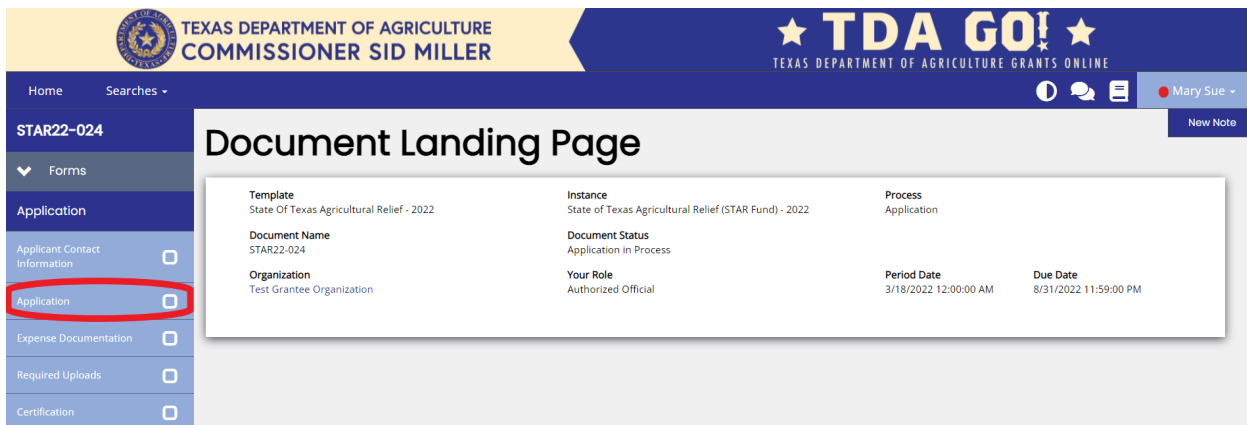 TEXAS DEPARTMENT OF AGRICULTURE
COMMISSIONER SID MILLER
TDA GO!
TEXAS DEPARTMENT OF AGRICULTURE GRANTS ONLINE
Home Searches
Mary Sue
New Note
STAR22-024
Forms
Application
Applicant Contact
Information
Application
Expense Documentation
Required Uploads
Certification
Document Landing Page
Template Instance Process
State Of Texas Agricultural Relief - 2022 State of Texas Agricultural Relief (STAR Fund) - 2022 Application
Document Name Document Status
STAR22-024 Application in Process
Organization Your Role Period Date Due Date
Test Grantee Organization Authorized Official 3/18/2022 12:00:00 AM 8/31/2022 11:59:00 PM